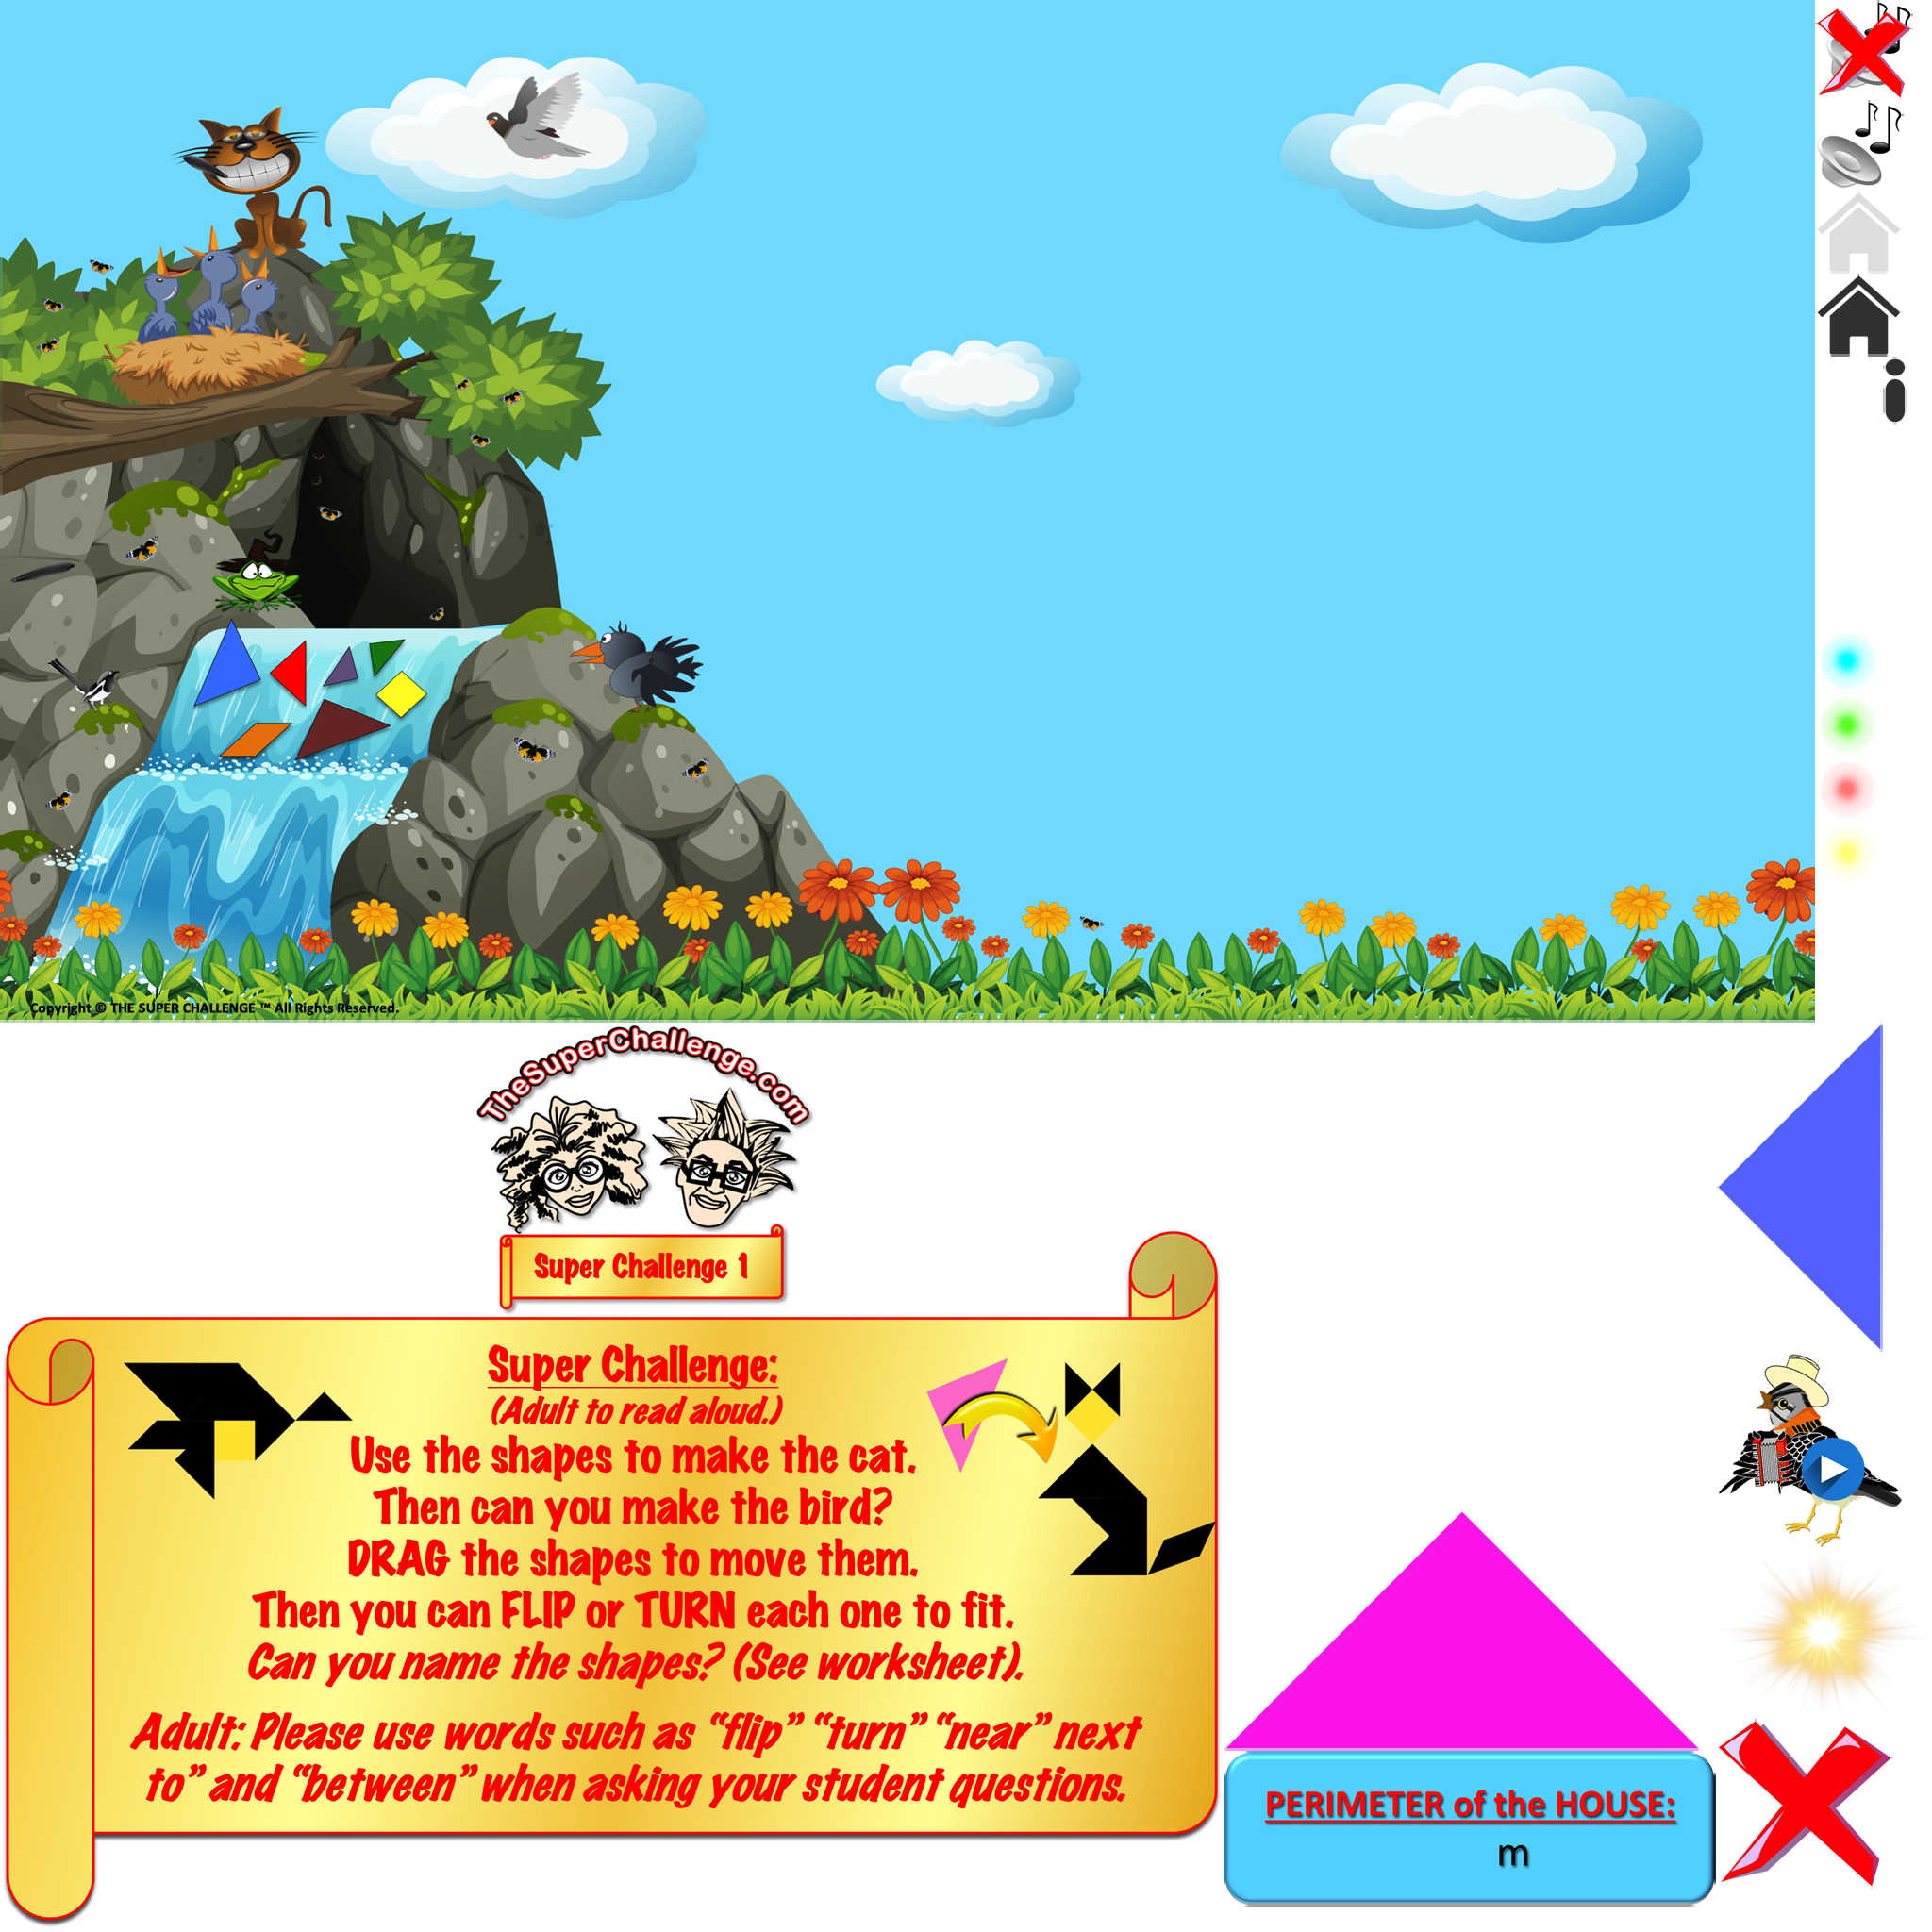 Copyright © THE SUPER CHALLENGE ™ All Rights Reserved.
TheSuperChallenge.com
Super Challenge 1
Super Challenge:
(Adult to read aloud.)
Use the shapes to make the cat.
Then can you make the bird?
DRAG the shapes to move them.
Then you can FLIP or TURN each one to fit.
Can you name the shapes? (See worksheet).
Adult: Please use words such as “flip” “turn” “near” next
to” and “between” when asking your student questions.
PERIMETER of the HOUSE:
m